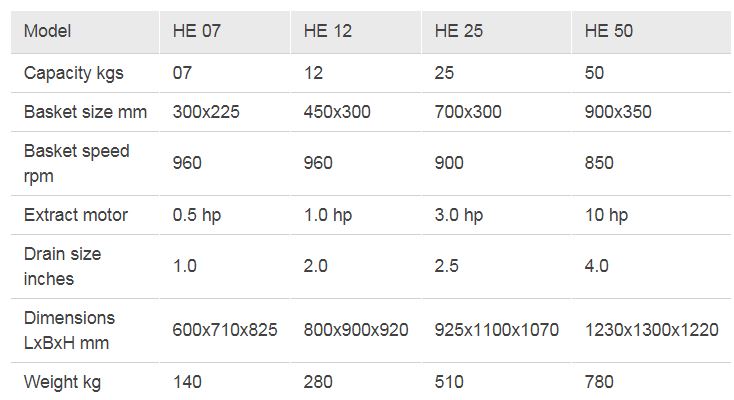 Model HE 07 HE 12 HE 25 HE 50
Capacity kgs 07 12 25 50
Basket size mm 300x225 450x300 700x300 900x350
Basket speed
rpm 960 960 900 850
Extract motor 0.5 hp 1.0 hp 3.0 hp 10 hp
Drain size
inches 1.0 2.0 2.5 4.0
Dimensions
LxBxH mm 600x710x825 800x900x920 925x1100x1070 1230x1300x1220
Weight kg 140 280 510 780